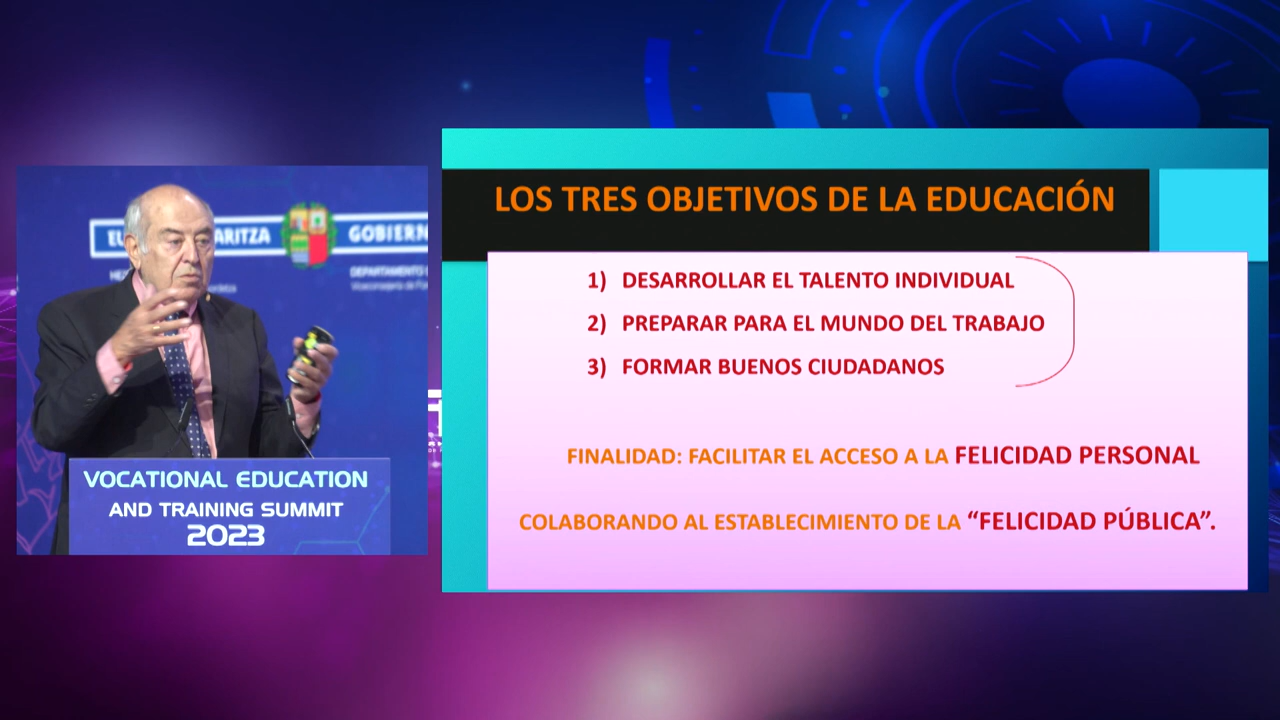 ARITZA
GOBIERN
DEPARTAMENTO
VOCATIONAL EDUCATION
AND TRAINING SUMMIT
2023
LOS TRES OBJETIVOS DE LA EDUCACIÓN
1) DESARROLLAR EL TALENTO INDIVIDUAL
2) PREPARAR PARA EL MUNDO DEL TRABAJO
3) FORMAR BUENOS CIUDADANOS
FINALIDAD: FACILITAR EL ACCESO A LA FELICIDAD PERSONAL
COLABORANDO AL ESTABLECIMIENTO DE LA “FELICIDAD PÚBLICA”.